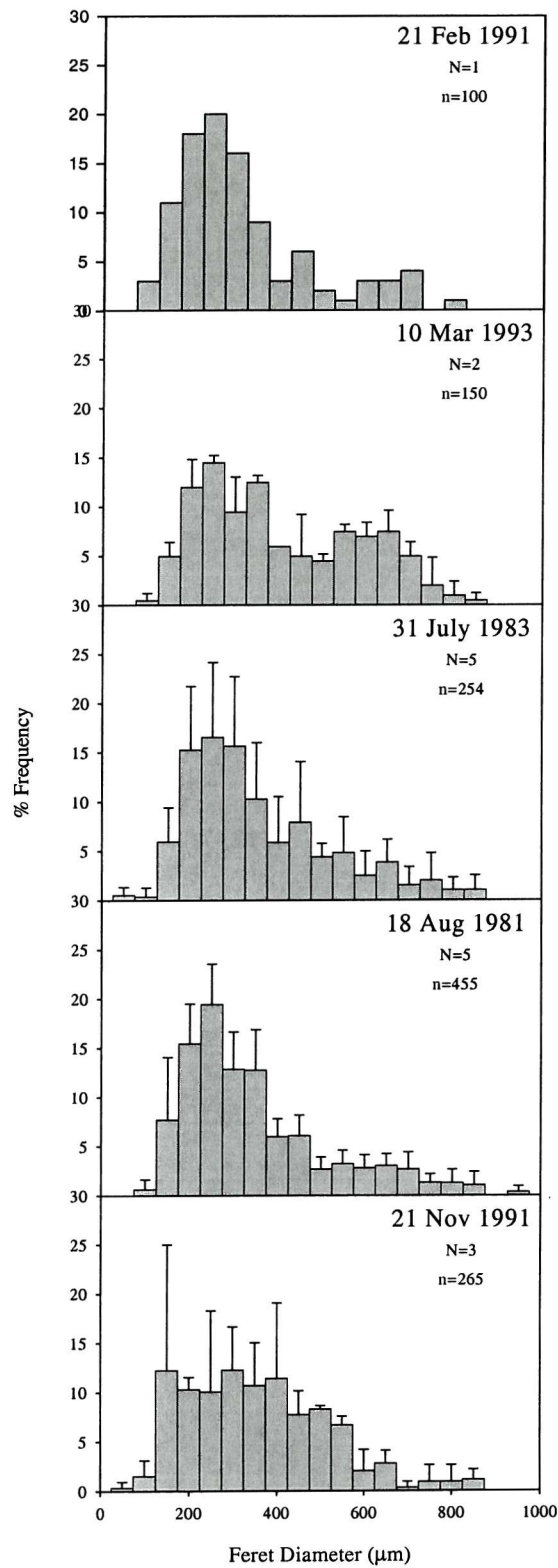 30
21 Feb 1991
N=1
n=100
25
20
15
10
5
0
30
10 Mar 1993
N=2
n=150
25
20
15
10
5
30
31 July 1983
N=5
n=254
25
20
15
10
5
% Frequency
30
18 Aug 1981
N=5
n=455
25
20
15
10
5
30
21 Nov 1991
N=3
n=265
25
20
15
10
5
0
0 200 400 600 800 1000
Feret Diameter (µm)